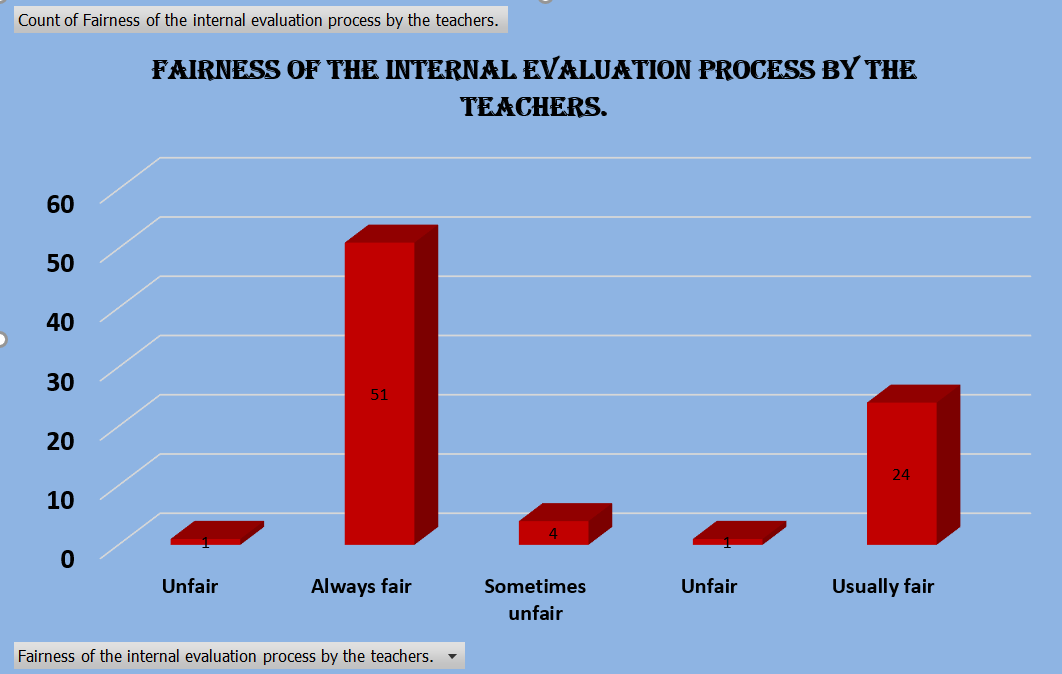 Count of Fairness of the internal evaluation process by the teachers.
FAIRNESS OF THE INTERNAL EVALUATION PROCESS BY THE
TEACHERS.
60
50
40
30
20
10
0
51
24
4
1
1
Unfair
Always fair
Sometimes
unfair
Unfair
Usually fair
Fairness of the internal evaluation process by the teachers.